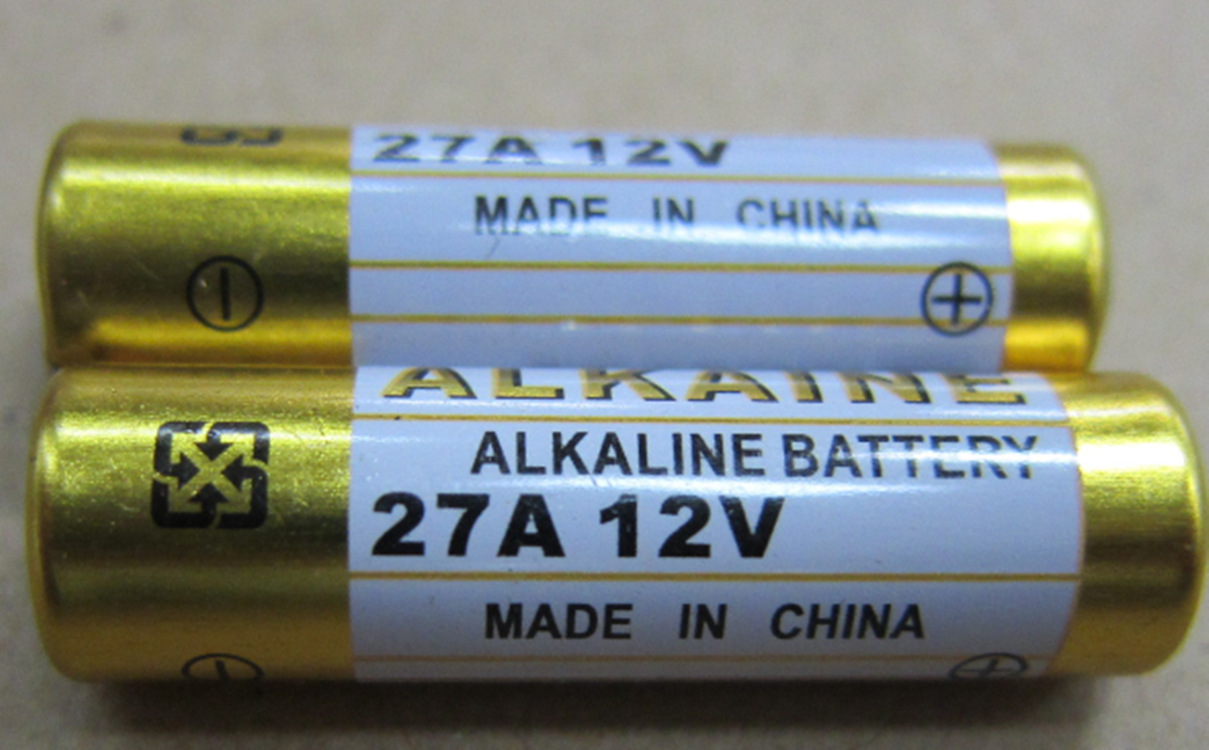 27A 12V
MADE IN CHINA
ALKAINE
ALKALINE BATTERY
27A 12V
MADE IN CHINA